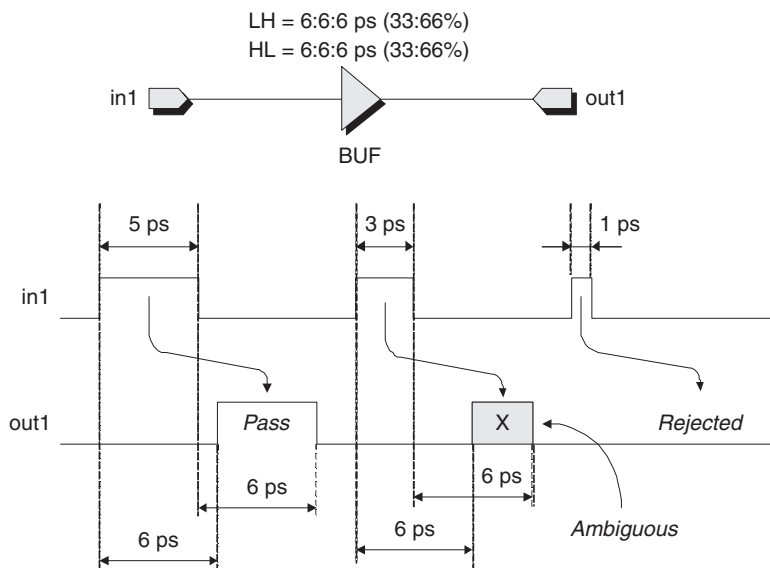 LH = 6:6:6 ps (33:66%)
HL = 6:6:6 ps (33:66%)
in1
out1
BUF
5 ps
3 ps
1 ps
in1
out1
Pass
X
Rejected
6 ps
6 ps
6 ps
6 ps
Ambiguous